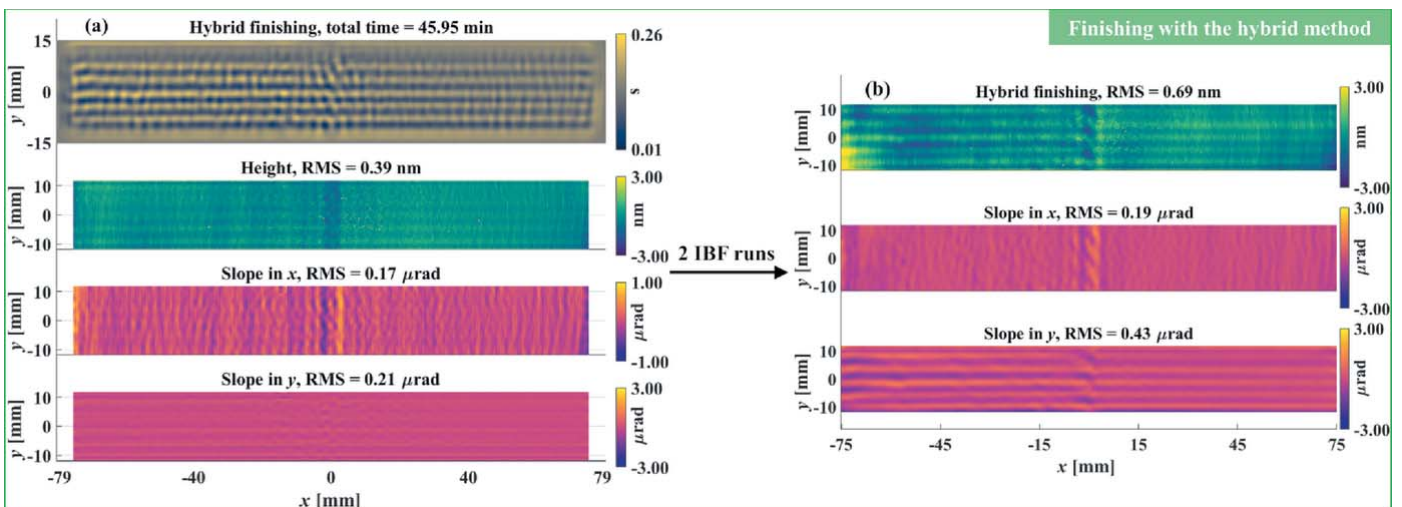 Finishing with the hybrid method
(a)
Hybrid finishing, total time = 45.95 min
15
0
-15
y [mm]
0.26
s
0.01
Height, RMS = 0.39 nm
10
0
-10
y [mm]
3.00
nm
-3.00
Slope in x, RMS = 0.17 μrad
10
0
-10
y [mm]
1.00
μrad
-1.00
Slope in y, RMS = 0.21 μrad
10
0
-10
y [mm]
3.00
μrad
-3.00
-79 -40 0 40 79
x [mm]
2 IBF runs
(b)
Hybrid finishing, RMS = 0.69 nm
10
0
-10
y [mm]
3.00
nm
-3.00
Slope in x, RMS = 0.19 μrad
10
0
-10
y [mm]
3.00
μrad
-3.00
Slope in y, RMS = 0.43 μrad
10
0
-10
y [mm]
3.00
μrad
-3.00
-75 -45 -15 15 45 75
x [mm]